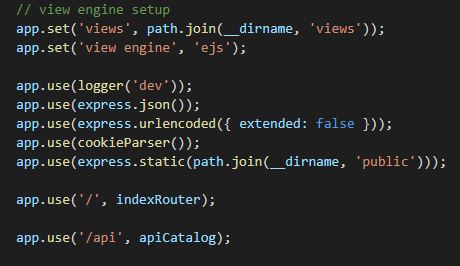 // view engine setup
app.set('views', path.join(__dirname, 'views'));
app.set('view engine', 'ejs');
app.use(logger('dev'));
app.use(express.json());
app.use(express.urlencoded({ extended: false }));
app.use(cookieParser());
app.use(express.static(path.join(__dirname, 'public')));
app.use('/', indexRouter);
app.use('/api', apiCatalog);